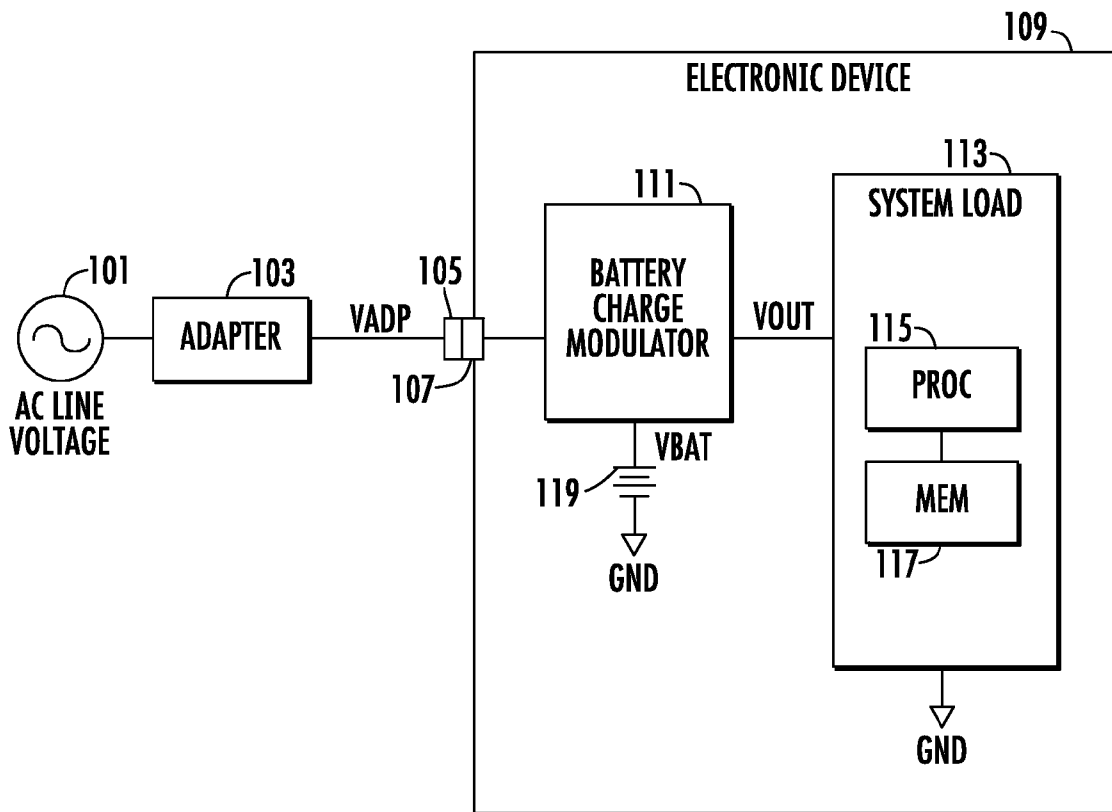 109
ELECTRONIC DEVICE
113
SYSTEM LOAD
111
BATTERY
CHARGE
MODULATOR
101
103
ADAPTER
VADP
105
107
VOUT
115
PROC
AC LINE
VOLTAGE
VBAT
119
MEM
117
GND
GND